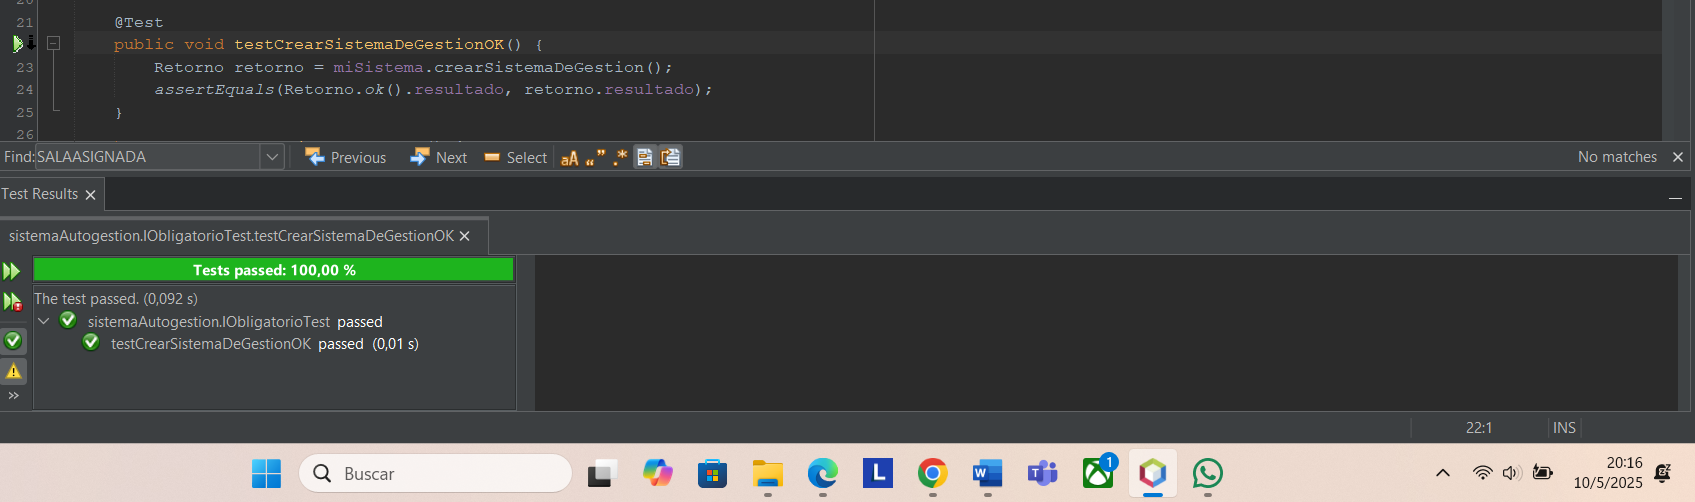 20
21 @Test
public void testCrearSistemaDeGestionOK() {
23 Retorno retorno = miSistema.crearSistemaDeGestion();
24 assertEquals(Retorno.ok().resultado, retorno.resultado);
25 }
26
Find: SALAASIGNADA Previous Next Select aA “” .* No matches
Test Results
sistemaAutogestion.IObligatorioTest.testCrearSistemaDeGestionOK
Tests passed: 100,00 %
The test passed. (0,092 s)
sistemaAutogestion.IObligatorioTest passed
testCrearSistemaDeGestionOK passed (0,01 s)
22:1 INS
Buscar L W T 1 20:16
10/5/2025